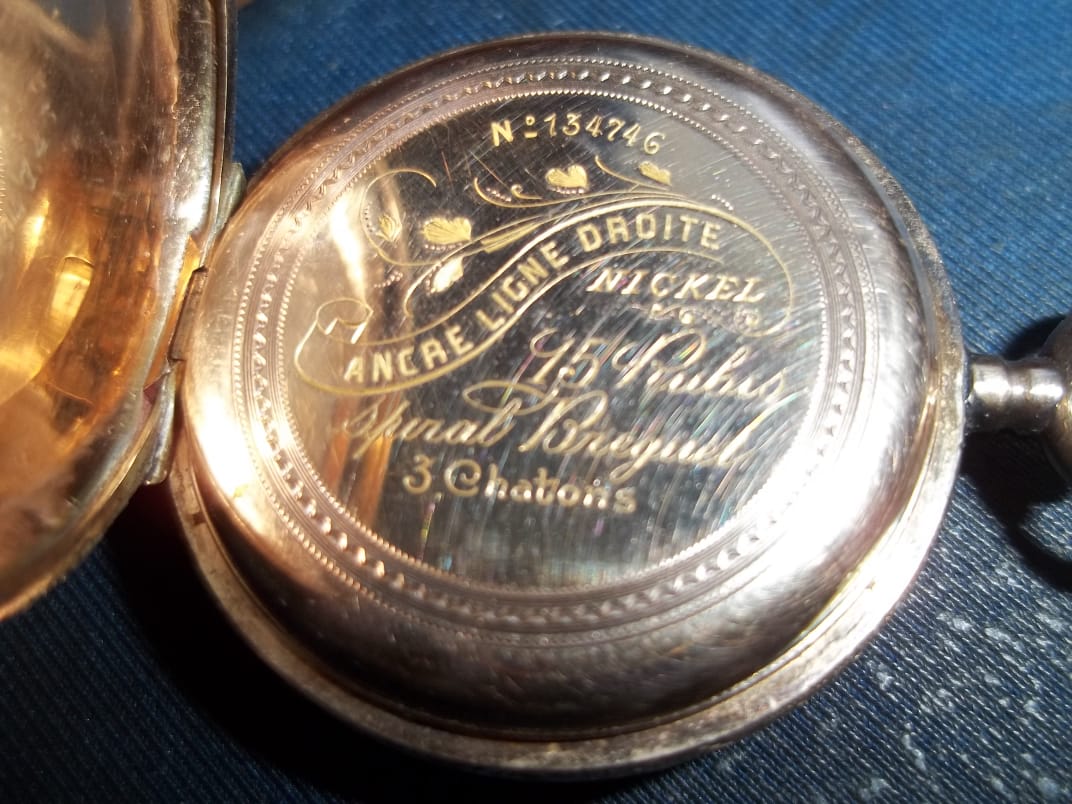 Nº 134746
ANCRE LIGNE DROITE
NICKEL
15 Rubis
Spiral Breguet
3 Chatons